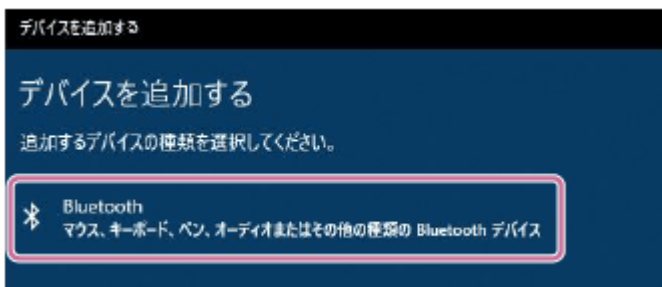 デバイスを追加する
デバイスを追加する
追加するデバイスの種類を選択してください。
Bluetooth
マウス、キーボード、ペン、オーディオまたはその他の種類の Bluetooth デバイス